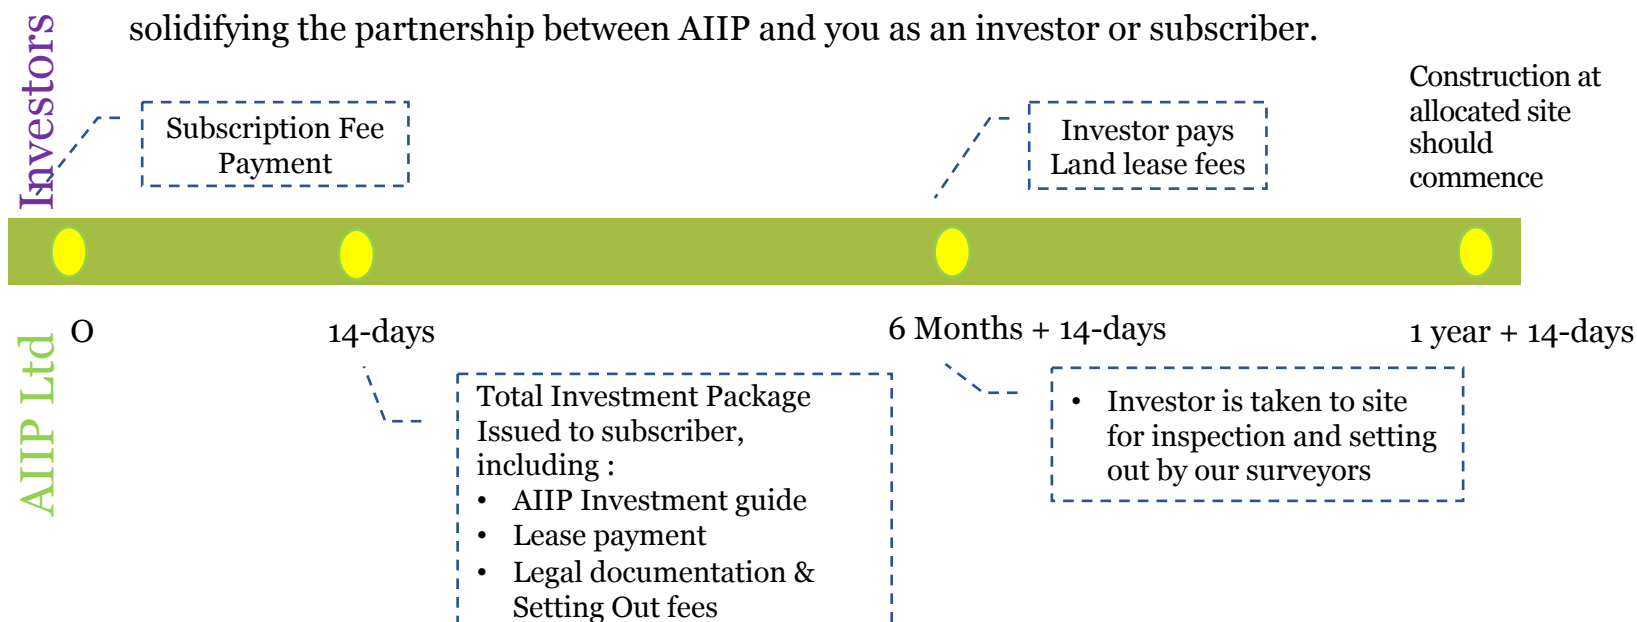 solidifying the partnership between AIIP and you as an investor or subscriber.
Investors
Subscription Fee
Payment
Investor pays
Land lease fees
Construction at
allocated site
should
commence
AIIP Ltd
0
14-days
6 Months + 14-days
1 year + 14-days
Total Investment Package
Issued to subscriber,
including :
• AIIP Investment guide
• Lease payment
• Legal documentation &
Setting Out fees
• Investor is taken to site
for inspection and setting
out by our surveyors